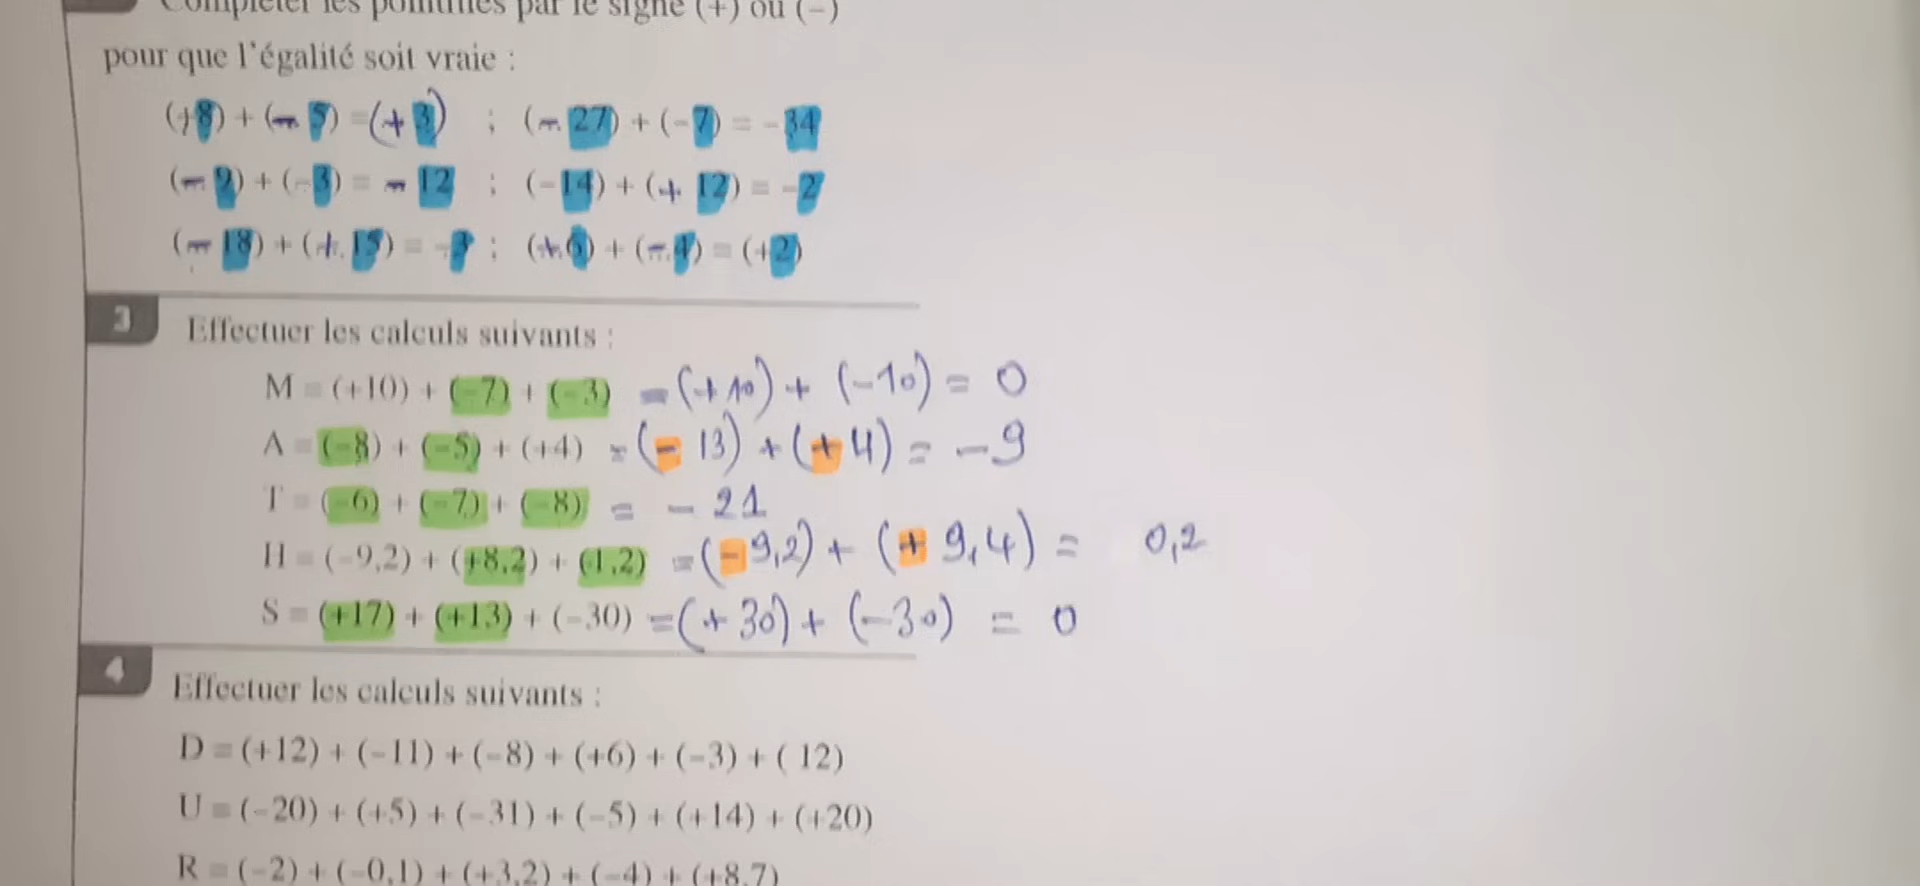 Compléter les pointillés par le signe (+) ou (−)
pour que l'égalité soit vraie :
(+8) + (− 5) = (+ 3) ; (− 27) + (−7) = −34
(− 9) + (−3) = − 12 ; (−14) + (+ 12) = −2
(− 18) + (+ 15) = −3 ; (+ 6) + (− 4) = (+2)
3
Effectuer les calculs suivants :
M = (+10) + (−7) + (−3) = (+10) + (−10) = 0
A = (−8) + (−5) + (+4) = (− 13) + (+ 4) = −9
T = (−6) + (−7) + (−8) = − 21
H = (−9,2) + (+8,2) + (1,2) = (−9,2) + (+ 9,4) = 0,2
S = (+17) + (+13) + (−30) = (+ 30) + (−30) = 0
4
Effectuer les calculs suivants :
D = (+12) + (−11) + (−8) + (+6) + (−3) + ( 12)
U = (−20) + (+5) + (−31) + (−5) + (+14) + (+20)
R = (−2) + (−0,1) + (+3,2) + (−4) + (+8,7)